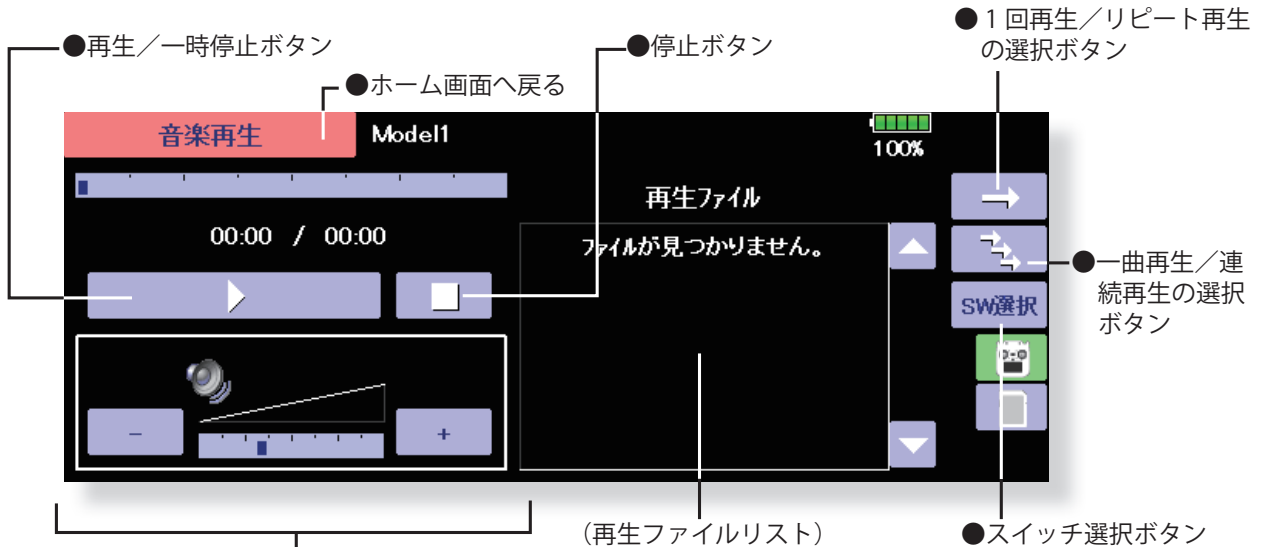 ●1回再生／リピート再生
の選択ボタン
●再生／一時停止ボタン
●停止ボタン
●ホーム画面へ戻る
音楽再生
Model1
100%
再生ファイル
00:00 / 00:00
ファイルが見つかりません。
●一曲再生／連
続再生の選択
ボタン
SW選択
-
+
（再生ファイルリスト）
●スイッチ選択ボタン